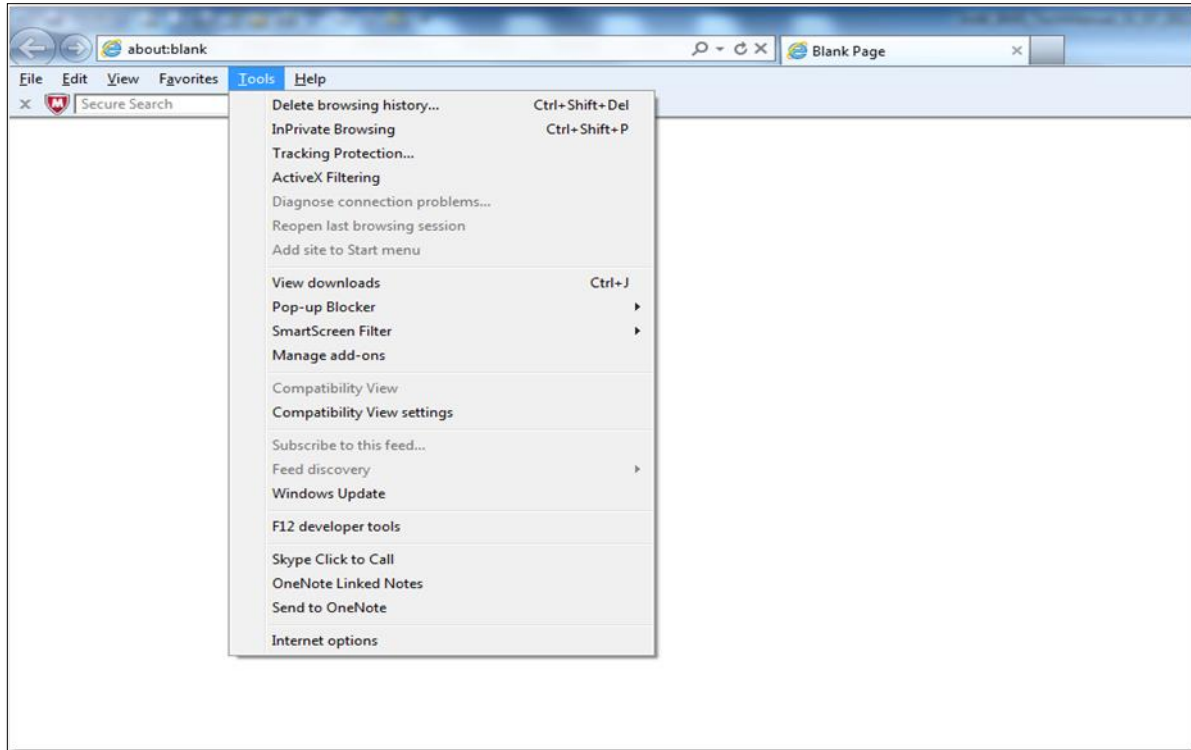 about:blank
Blank Page
File Edit View Favorites Tools Help
Secure Search
Delete browsing history... Ctrl+Shift+Del
InPrivate Browsing Ctrl+Shift+P
Tracking Protection...
ActiveX Filtering
Diagnose connection problems...
Reopen last browsing session
Add site to Start menu
View downloads Ctrl+J
Pop-up Blocker
SmartScreen Filter
Manage add-ons
Compatibility View
Compatibility View settings
Subscribe to this feed...
Feed discovery
Windows Update
F12 developer tools
Skype Click to Call
OneNote Linked Notes
Send to OneNote
Internet options